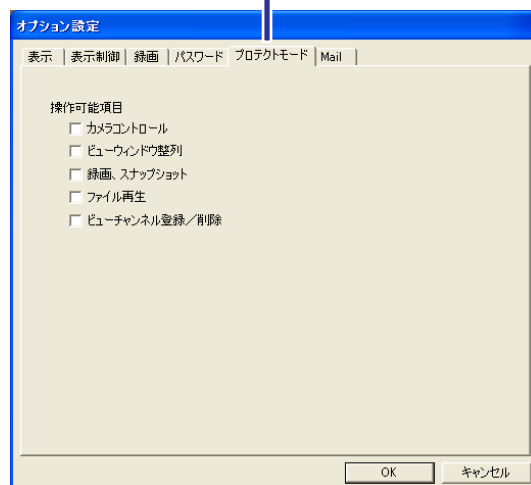 オプション設定
表示 表示制御 録画 パスワード プロテクトモード Mail
操作可能項目
カメラコントロール
ビューウィンドウ整列
録画、スナップショット
ファイル再生
ビューチャンネル登録／削除
OK キャンセル